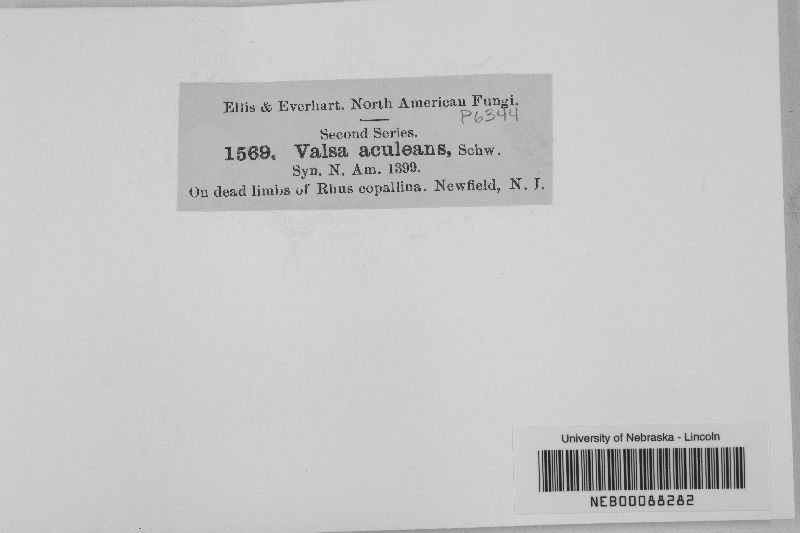 Ellis & Everhart. North American Fungi.
P6344
Second Series.
1569. Valsa aculeans, Schw.
Syn. N. Am. 1399.
On dead limbs of Rhus copallina. Newfield, N. J.
University of Nebraska - Lincoln
NEB00088282